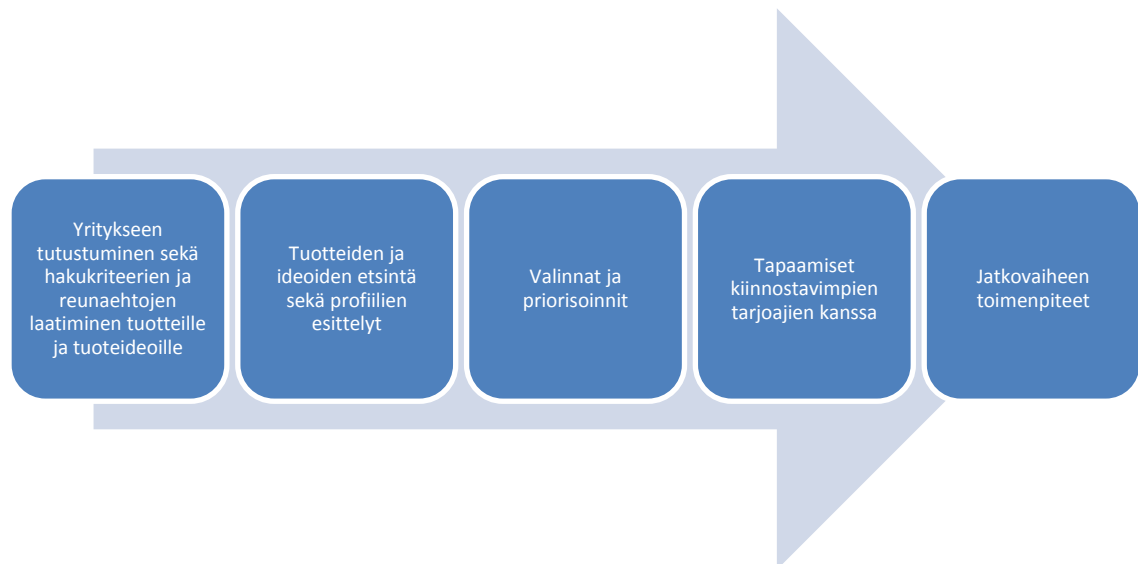 Yritykseen
tutustuminen sekä
hakukriteerien ja
reunaehtojen
laatiminen tuotteille
ja tuoteideoille
Tuotteiden ja
ideoiden etsintä
sekä profiilien
esittelyt
Valinnat ja
priorisoinnit
Tapaamiset
kiinnostavimpien
tarjoajien kanssa
Jatkovaiheen
toimenpiteet